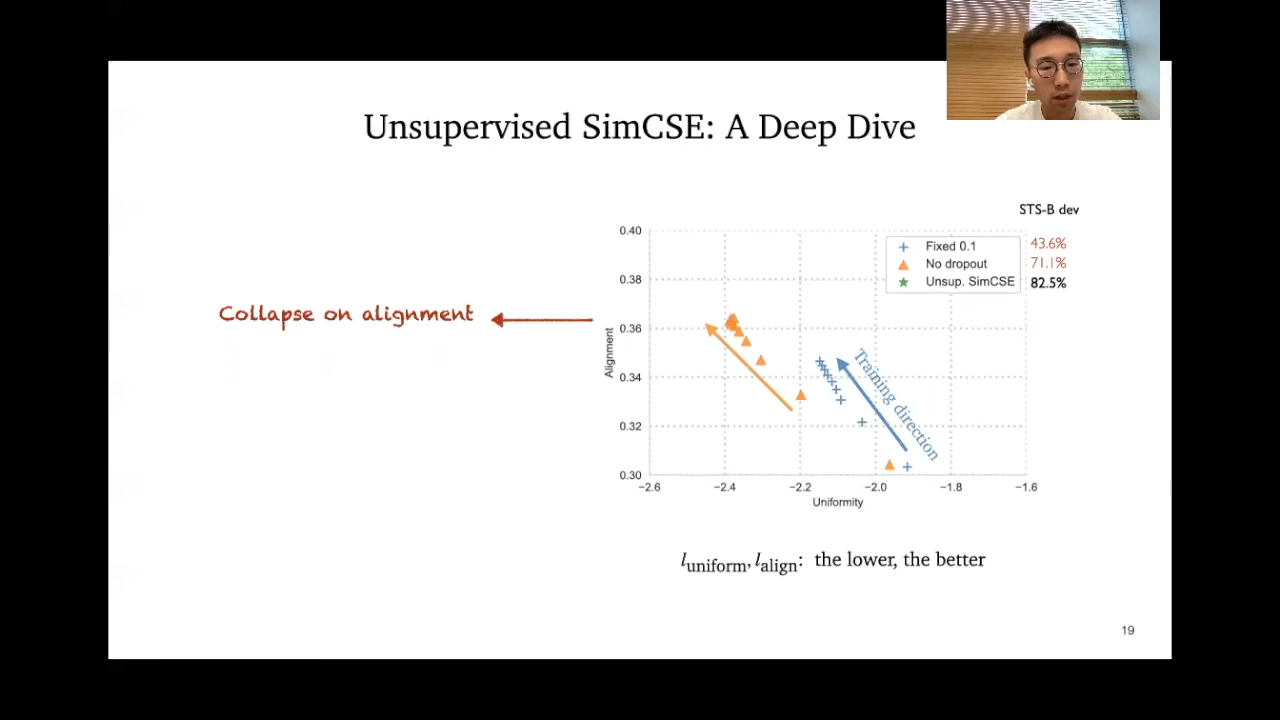 Unsupervised SimCSE: A Deep Dive
STS-B dev
Fixed 0.1 43.6%
No dropout 71.1%
Unsup. SimCSE 82.5%
Collapse on alignment
Training direction
Alignment
0.40
0.38
0.36
0.34
0.32
0.30
−2.6 −2.4 −2.2 −2.0 −1.8 −1.6
Uniformity
l_uniform, l_align: the lower, the better
19